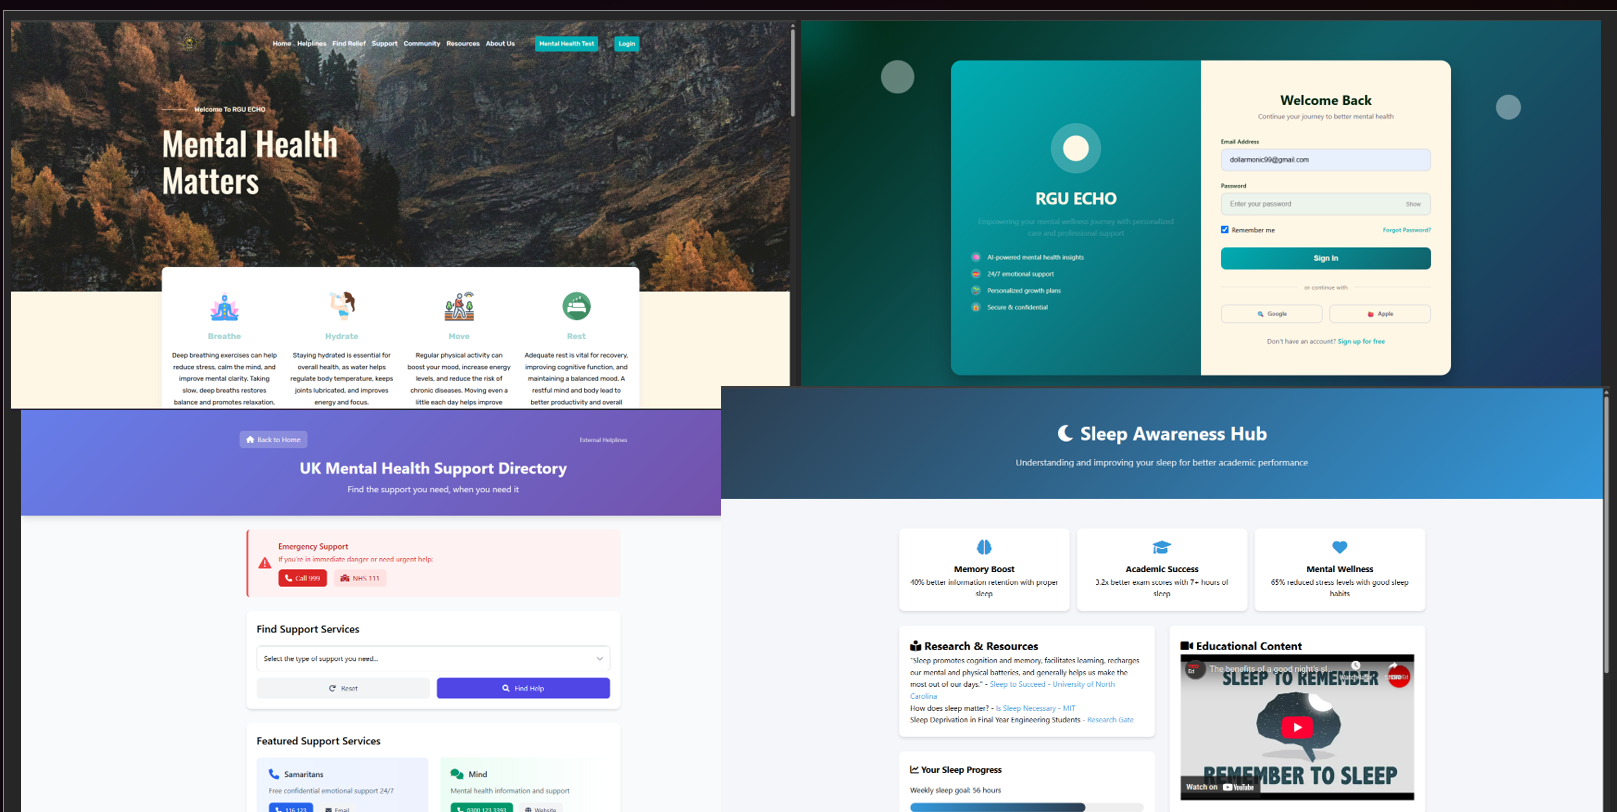 Home
Helplines
Find Relief
Support
Community
Resources
About Us
Mental Health Test
Login
Welcome To RGU ECHO
Mental Health
Matters
Breathe
Deep breathing exercises can help
reduce stress, calm the mind, and
improve mental clarity. Taking
slow, deep breaths restores
balance and promotes relaxation.
Hydrate
Staying hydrated is essential for
overall health, as water helps
regulate body temperature, keeps
joints lubricated, and improves
energy and focus.
Move
Regular physical activity can
boost your mood, increase energy
levels, and reduce the risk of
chronic diseases. Moving even a
little each day helps improve
Rest
Adequate rest is vital for recovery,
improving cognitive function, and
maintaining a balanced mood. A
restful mind and body lead to
better productivity and overall
RGU ECHO
Empowering your mental wellness journey with personalized
care and professional support
AI-powered mental health insights
24/7 emotional support
Personalized growth plans
Secure & confidential
Welcome Back
Continue your journey to better mental health
Email Address
dollarmonic99@gmail.com
Password
Enter your password
Show
Remember me
Forgot Password?
Sign In
or continue with
Google
Apple
Don't have an account? Sign up for free
Back to Home
External Helplines
UK Mental Health Support Directory
Find the support you need, when you need it
Emergency Support
If you're in immediate danger or need urgent help:
Call 999
NHS 111
Find Support Services
Select the type of support you need...
Reset
Find Help
Featured Support Services
Samaritans
Free confidential emotional support 24/7
116 123
Email
Mind
Mental health information and support
0300 123 3393
Website
Sleep Awareness Hub
Understanding and improving your sleep for better academic performance
Memory Boost
40% better information retention with proper
sleep
Academic Success
3.2x better exam scores with 7+ hours of
sleep
Mental Wellness
65% reduced stress levels with good sleep
habits
Research & Resources
"Sleep promotes cognition and memory, facilitates learning, recharges
our mental and physical batteries, and generally helps us make the
most out of our days." - Sleep to Succeed - University of North
Carolina
How does sleep matter? - Is Sleep Necessary - MIT
Sleep Deprivation in Final Year Engineering Students - Research Gate
Your Sleep Progress
Weekly sleep goal: 56 hours
Educational Content
The benefits of a good night's sl...
SLEEP TO REMEMBER
REMEMBER TO SLEEP
Watch on YouTube